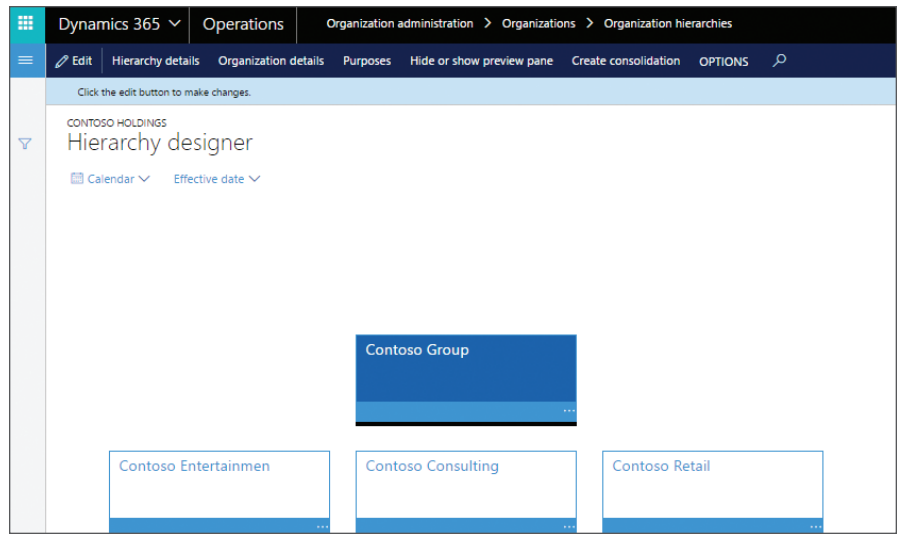 Dynamics 365 Operations Organization administration > Organizations > Organization hierarchies
Edit Hierarchy details Organization details Purposes Hide or show preview pane Create consolidation OPTIONS
Click the edit button to make changes.
CONTOSO HOLDINGS
Hierarchy designer
Calendar Effective date
Contoso Group
...
Contoso Entertainmen Contoso Consulting Contoso Retail
... ... ...